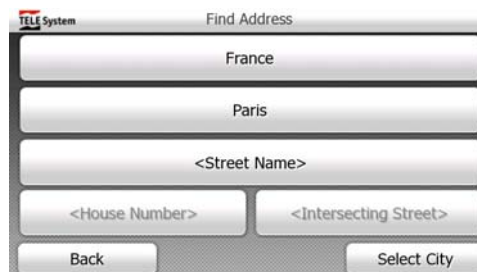 TELE System Find Address
France
Paris
<Street Name>
<House Number> <Intersecting Street>
Back Select City